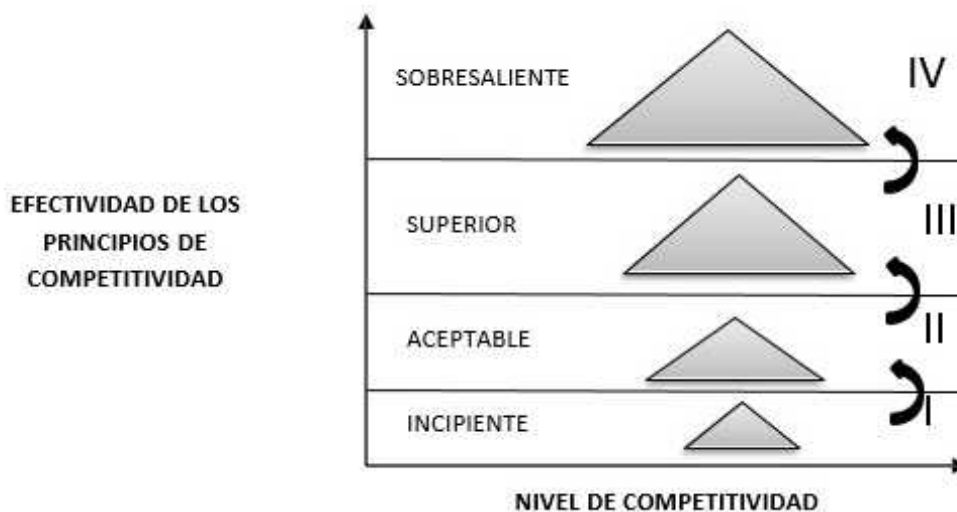 SOBRESALIENTE
IV
EFECTIVIDAD DE LOS
PRINCIPIOS DE
COMPETITIVIDAD
SUPERIOR
III
ACEPTABLE
II
INCIPIENTE
I
NIVEL DE COMPETITIVIDAD